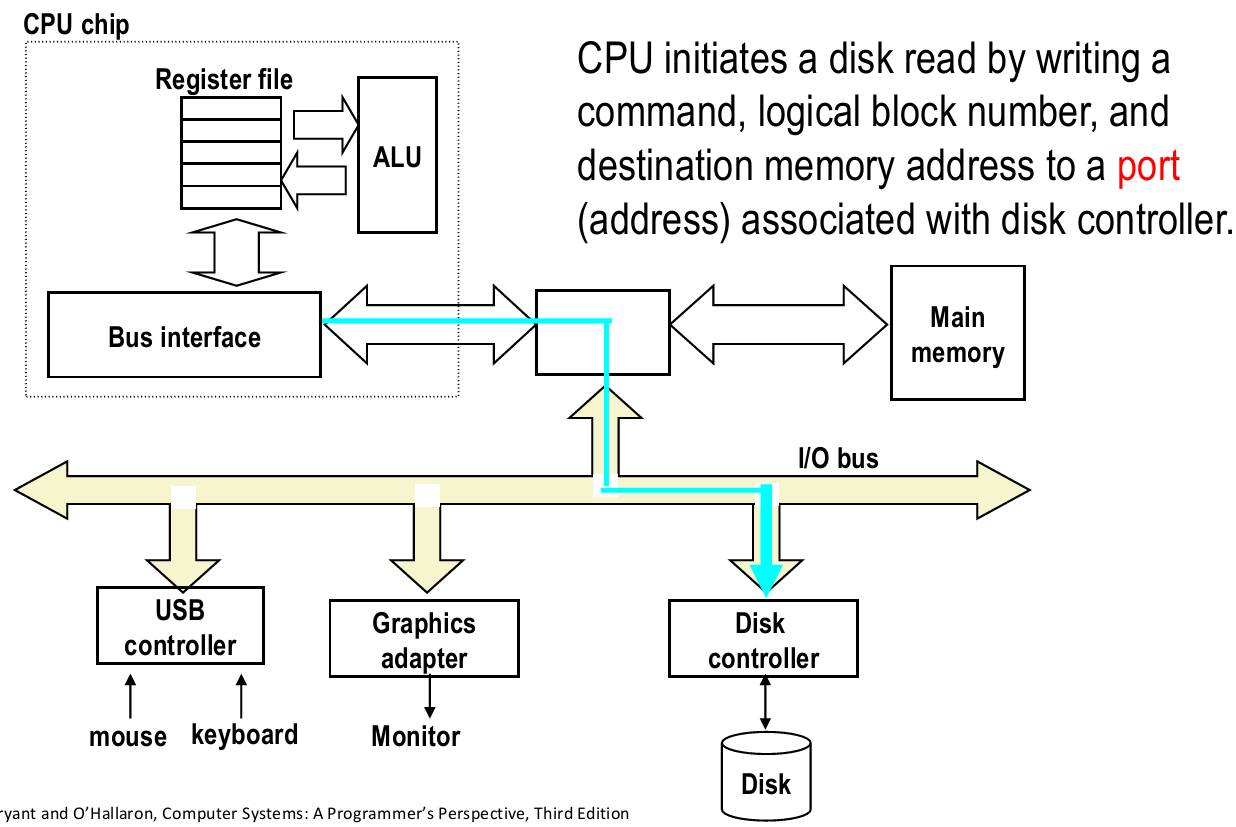 CPU chip
CPU initiates a disk read by writing a
command, logical block number, and
destination memory address to a port
(address) associated with disk controller.
Register file
ALU
Bus interface
Main
memory
I/O bus
USB
controller
Graphics
adapter
Disk
controller
mouse
keyboard
Monitor
Disk
ryant and O’Hallaron, Computer Systems: A Programmer’s Perspective, Third Edition